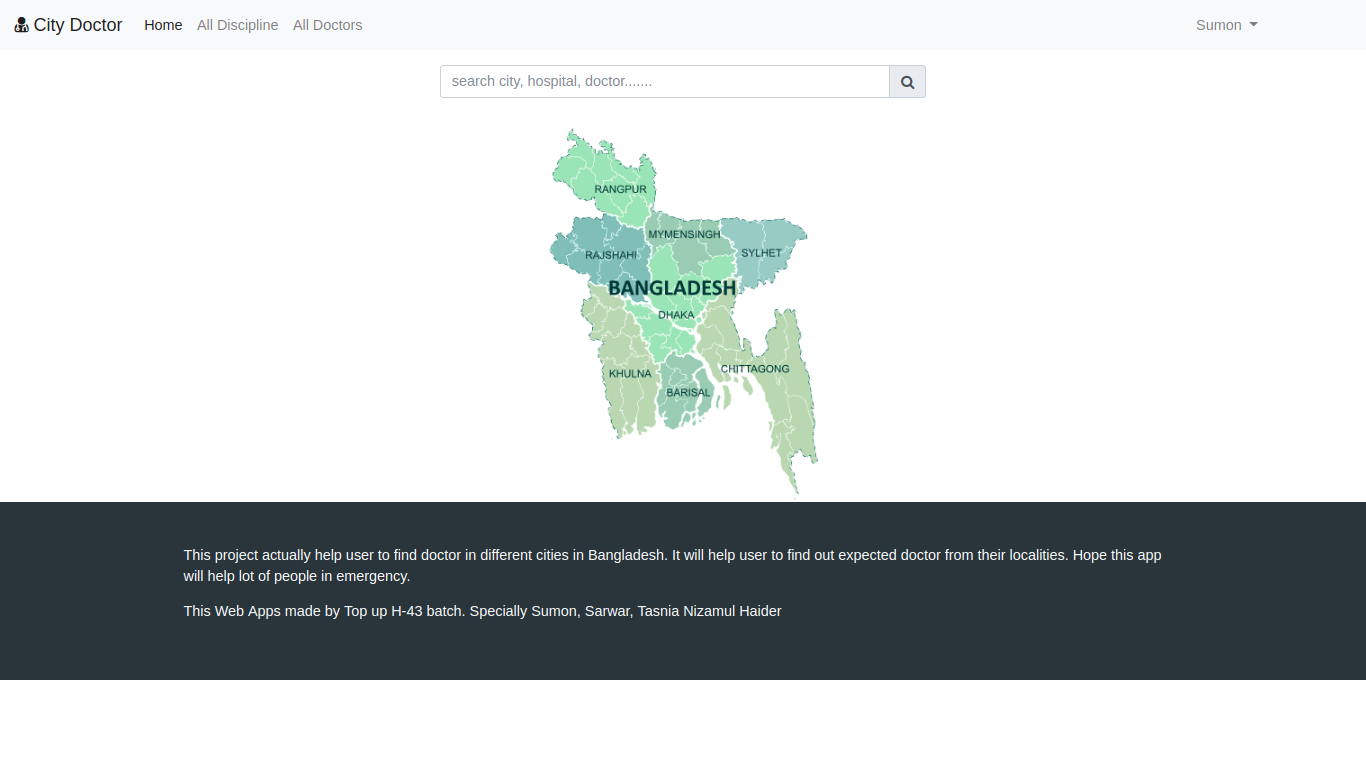 City Doctor Home All Discipline All Doctors Sumon
search city, hospital, doctor.......
RANGPUR
MYMENSINGH
SYLHET
RAJSHAHI
BANGLADESH
DHAKA
CHITTAGONG
KHULNA
BARISAL
This project actually help user to find doctor in different cities in Bangladesh. It will help user to find out expected doctor from their localities. Hope this app
will help lot of people in emergency.
This Web Apps made by Top up H-43 batch. Specially Sumon, Sarwar, Tasnia Nizamul Haider